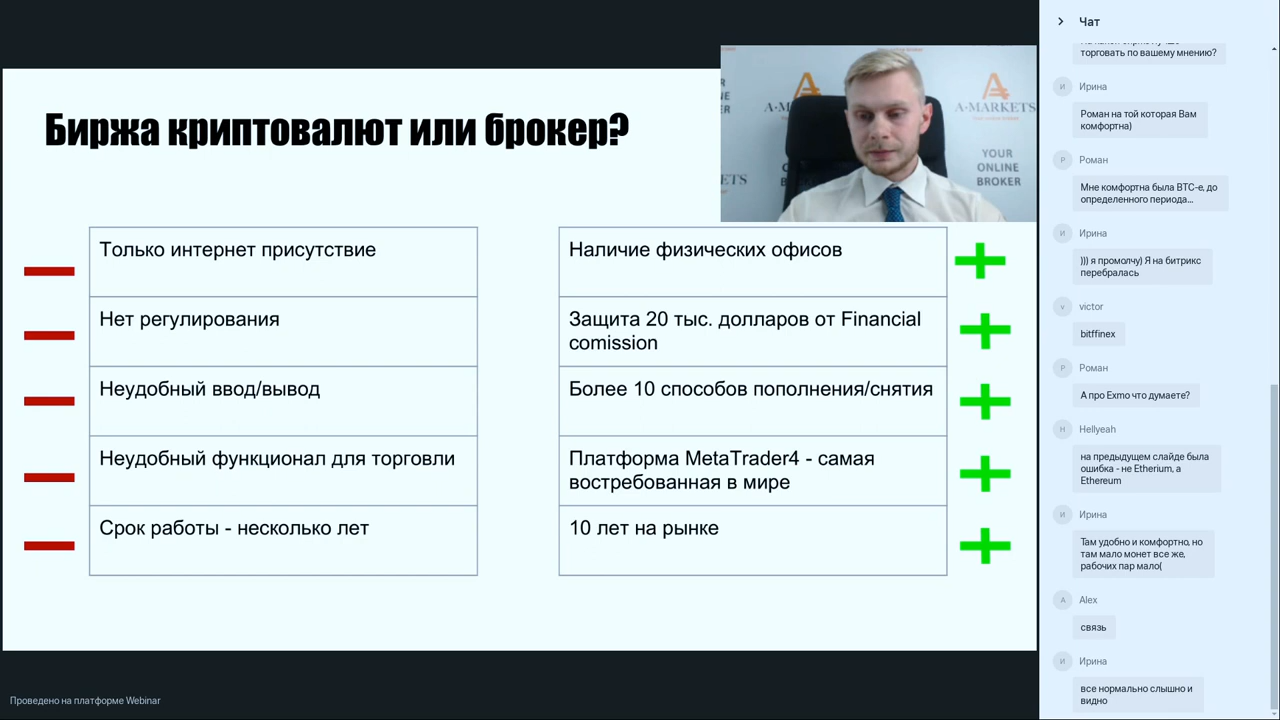 Биржа криптовалют или брокер?
A·MARKETS
YOUR
ONLINE
BROKER
Только интернет присутствие
Наличие физических офисов
Нет регулирования
Защита 20 тыс. долларов от Financial
comission
Неудобный ввод/вывод
Более 10 способов пополнения/снятия
Неудобный функционал для торговли
Платформа MetaTrader4 - самая
востребованная в мире
Срок работы - несколько лет
10 лет на рынке
Проведено на платформе Webinar
Чат
торговать по вашему мнению?
И
Ирина
Роман на той которая Вам
комфортна)
Р
Роман
Мне комфортна была BTC-e, до
определенного периода...
И
Ирина
))) я промолчу) Я на битрикс
перебралась
v
victor
bitffinex
Р
Роман
А про Exmo что думаете?
H
Hellyeah
на предыдущем слайде была
ошибка - не Etherium, а
Ethereum
И
Ирина
Там удобно и комфортно, но
там мало монет все же,
рабочих пар мало(
A
Alex
связь
И
Ирина
все нормально слышно и
видно